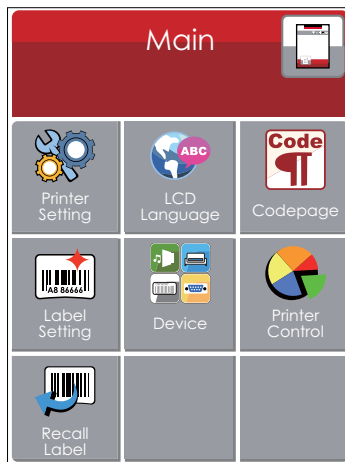 Main
ABC
Code
Printer
Setting
LCD
Language
Codepage
A8 86666
Label
Setting
Device
Printer
Control
Recall
Label